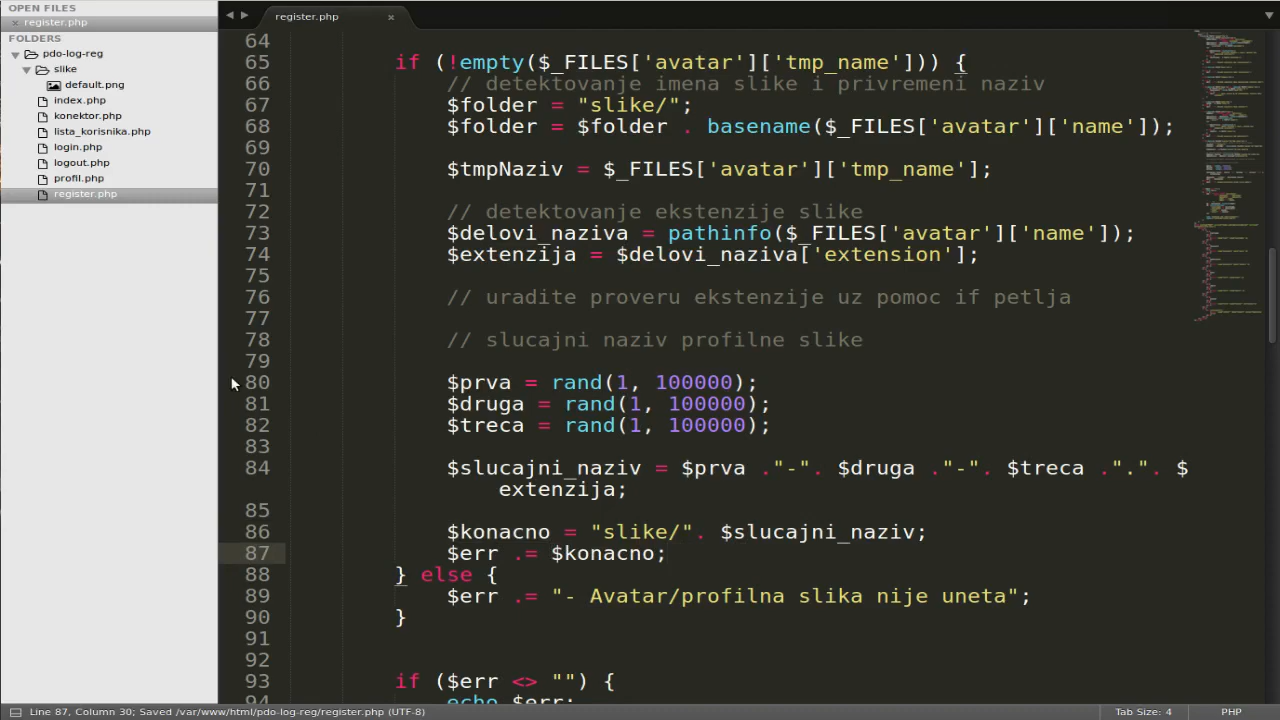 OPEN FILES
× register.php
FOLDERS
pdo-log-reg
slike
default.png
index.php
konektor.php
lista_korisnika.php
login.php
logout.php
profil.php
register.php
register.php ×
64
65 if (!empty($_FILES['avatar']['tmp_name'])) {
66 // detektovanje imena slike i privremeni naziv
67 $folder = "slike/";
68 $folder = $folder . basename($_FILES['avatar']['name']);
69
70 $tmpNaziv = $_FILES['avatar']['tmp_name'];
71
72 // detektovanje ekstenzije slike
73 $delovi_naziva = pathinfo($_FILES['avatar']['name']);
74 $extenzija = $delovi_naziva['extension'];
75
76 // uradite proveru ekstenzije uz pomoc if petlja
77
78 // slucajni naziv profilne slike
79
80 $prva = rand(1, 100000);
81 $druga = rand(1, 100000);
82 $treca = rand(1, 100000);
83
84 $slucajni_naziv = $prva ."-". $druga ."-". $treca .".". $
extenzija;
85
86 $konacno = "slike/". $slucajni_naziv;
87 $err .= $konacno;
88 } else {
89 $err .= "- Avatar/profilna slika nije uneta";
90 }
91
92
93 if ($err <> "") {
94 echo $err;
Line 87, Column 30; Saved /var/www/html/pdo-log-reg/register.php (UTF-8)
Tab Size: 4
PHP